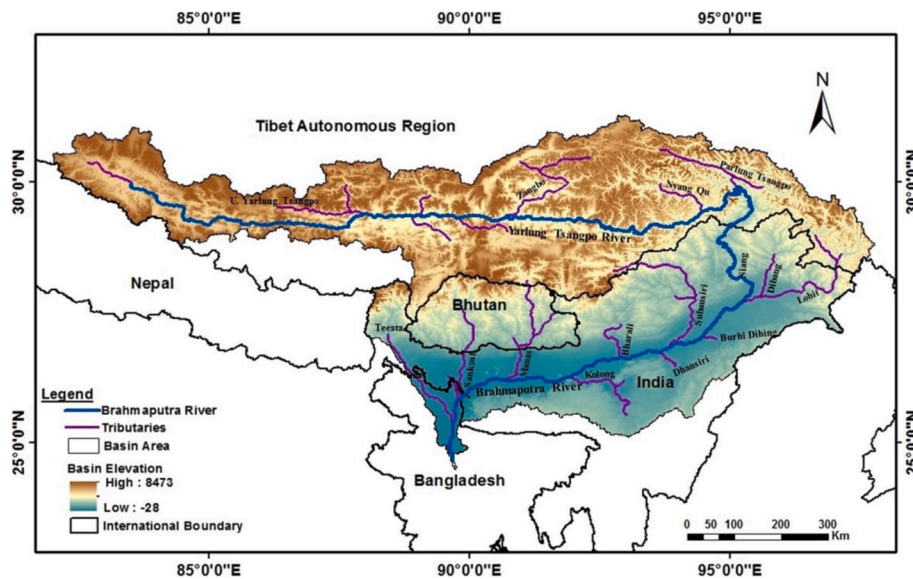 85°0'0"E 90°0'0"E 95°0'0"E
N
Tibet Autonomous Region
30°0'0"N
30°0'0"N
Parlung Tsangpo
Nyang Qu
Zangbo
U. Yarlung Tsangpo
Yarlung Tsangpo River
Siang
Dibang
Lohit
Nepal
Bhutan
Subansiri
Teesta
Burhi Dihing
Bharali
Dhansiri
Manas
Sankosh
Kolong
India
Brahmaputra River
25°0'0"N
25°0'0"N
Bangladesh
Legend
Brahmaputra River
Tributaries
Basin Area
Basin Elevation
High : 8473
Low : -28
International Boundary
0 50 100 200 300
Km
85°0'0"E 90°0'0"E 95°0'0"E